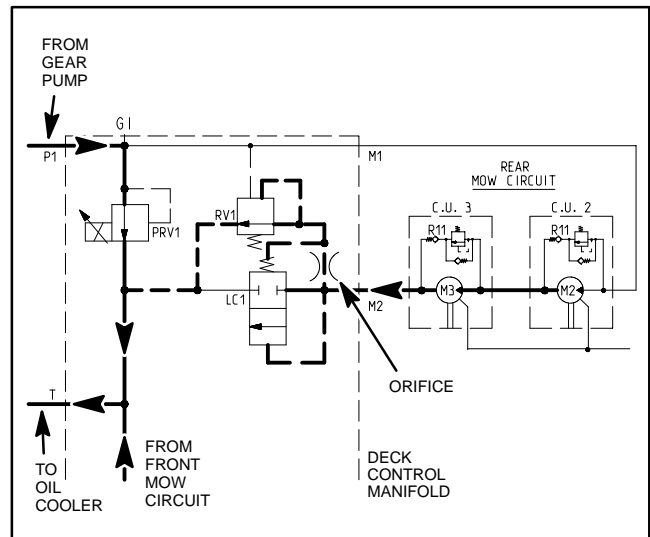 FROM
GEAR
PUMP
G1
P1
M1
REAR
MOW CIRCUIT
C.U. 3
C.U. 2
R11
R11
RV1
PRV1
LC1
M3
M2
M2
ORIFICE
T
TO
OIL
COOLER
FROM
FRONT
MOW
CIRCUIT
DECK
CONTROL
MANIFOLD